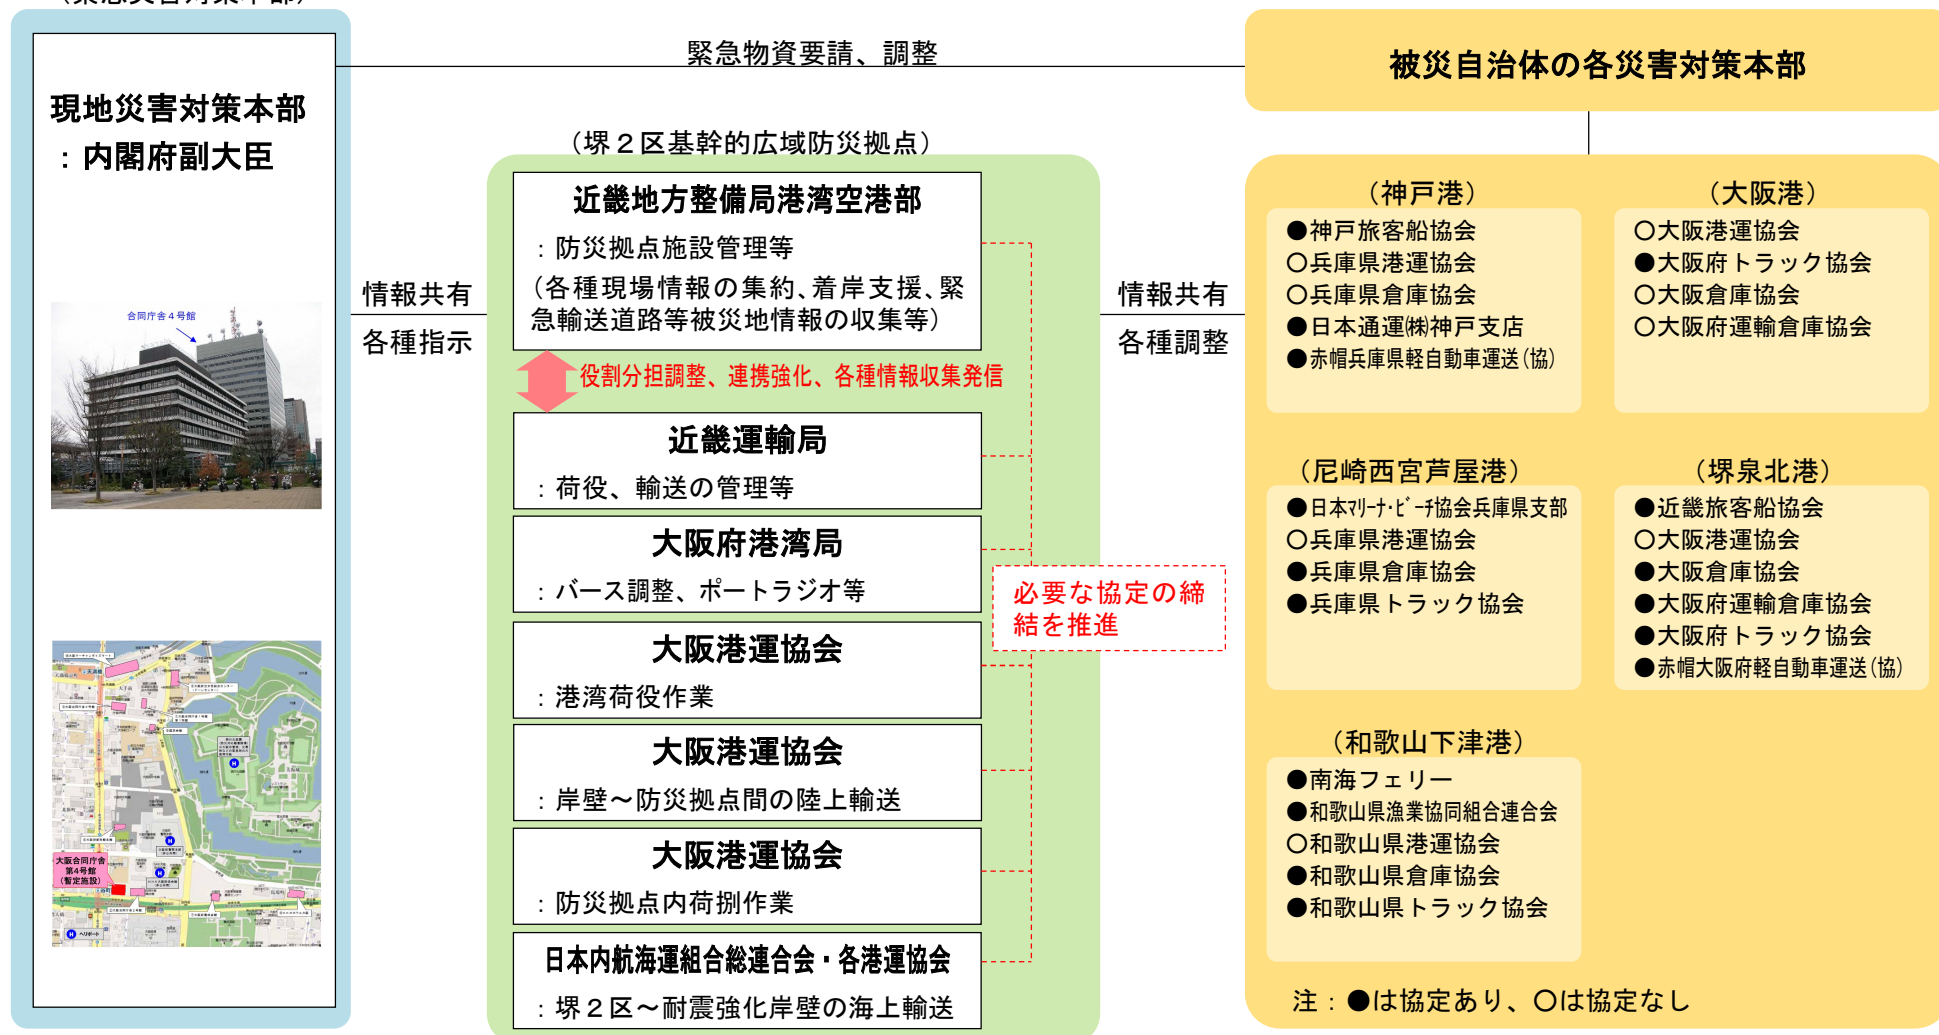 緊急物資要請、調整
被災自治体の各災害対策本部
現地災害対策本部
：内閣府副大臣
合同庁舎４号館
大阪合同庁舎
第4号館
（暫定施設）
ヘリポート
情報共有
各種指示
（堺２区基幹的広域防災拠点）
近畿地方整備局港湾空港部
：防災拠点施設管理等
（各種現場情報の集約、着岸支援、緊
急輸送道路等被災地情報の収集等）
役割分担調整、連携強化、各種情報収集発信
近畿運輸局
：荷役、輸送の管理等
大阪府港湾局
：バース調整、ポートラジオ等
大阪港運協会
：港湾荷役作業
大阪港運協会
：岸壁～防災拠点間の陸上輸送
大阪港運協会
：防災拠点内荷捌作業
日本内航海運組合総連合会・各港運協会
：堺２区～耐震強化岸壁の海上輸送
必要な協定の締
結を推進
情報共有
各種調整
（神戸港）
●神戸旅客船協会
○兵庫県港運協会
○兵庫県倉庫協会
●日本通運㈱神戸支店
●赤帽兵庫県軽自動車運送(協)
（大阪港）
○大阪港運協会
●大阪府トラック協会
○大阪倉庫協会
○大阪府運輸倉庫協会
（尼崎西宮芦屋港）
●日本ﾏﾘｰﾅ･ﾋﾞｰﾁ協会兵庫県支部
○兵庫県港運協会
●兵庫県倉庫協会
●兵庫県トラック協会
（堺泉北港）
●近畿旅客船協会
○大阪港運協会
●大阪倉庫協会
●大阪府運輸倉庫協会
●大阪府トラック協会
●赤帽大阪府軽自動車運送(協)
（和歌山下津港）
●南海フェリー
●和歌山県漁業協同組合連合会
○和歌山県港運協会
●和歌山県倉庫協会
●和歌山県トラック協会
注：●は協定あり、○は協定なし